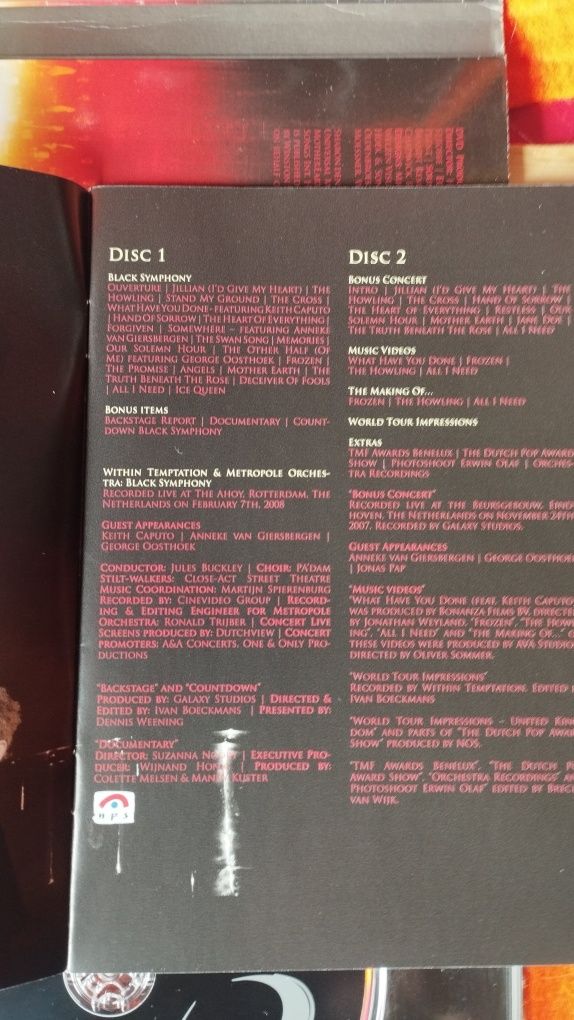 DISC 1
BLACK SYMPHONY
OUVERTURE | JILLIAN (I'D GIVE MY HEART) | THE
HOWLING | STAND MY GROUND | THE CROSS |
WHAT HAVE YOU DONE - FEATURING KEITH CAPUTO
| HAND OF SORROW | THE HEART OF EVERYTHING |
FORGIVEN | SOMEWHERE – FEATURING ANNEKE
VAN GIERSBERGEN | THE SWAN SONG | MEMORIES |
OUR SOLEMN HOUR | THE OTHER HALF (OF
ME) FEATURING GEORGE OOSTHOEK | FROZEN |
THE PROMISE | ANGELS | MOTHER EARTH | THE
TRUTH BENEATH THE ROSE | DECEIVER OF FOOLS
| ALL I NEED | ICE QUEEN
BONUS ITEMS
BACKSTAGE REPORT | DOCUMENTARY | COUNT-
DOWN BLACK SYMPHONY
WITHIN TEMPTATION & METROPOLE ORCHES-
TRA: BLACK SYMPHONY
RECORDED LIVE AT THE AHOY, ROTTERDAM, THE
NETHERLANDS ON FEBRUARY 7TH, 2008
GUEST APPEARANCES
KEITH CAPUTO | ANNEKE VAN GIERSBERGEN |
GEORGE OOSTHOEK
CONDUCTOR: JULES BUCKLEY | CHOIR: PA'DAM
STILT-WALKERS: CLOSE-ACT STREET THEATRE
MUSIC COORDINATION: MARTIJN SPIERENBURG
RECORDED BY: CINEVIDEO GROUP | RECORD-
ING & EDITING ENGINEER FOR METROPOLE
ORCHESTRA: RONALD TRIJBER | CONCERT LIVE
SCREENS PRODUCED BY: DUTCHVIEW | CONCERT
PROMOTERS: A&A CONCERTS, ONE & ONLY PRO-
DUCTIONS
"BACKSTAGE" AND "COUNTDOWN"
PRODUCED BY: GALAXY STUDIOS | DIRECTED &
EDITED BY: IVAN BOECKMANS | PRESENTED BY:
DENNIS WEENING
"DOCUMENTARY"
DIRECTOR: SUZANNA | EXECUTIVE PRO-
DUCER: WIJNAND | PRODUCED BY:
COLETTE MELSEN & KUSTER
B·P·S
DISC 2
BONUS CONCERT
INTRO | JILLIAN (I'D GIVE MY HEART) | THE
HOWLING | THE CROSS | HAND OF SORROW |
THE HEART OF EVERYTHING | RESTLESS | OUR
SOLEMN HOUR | MOTHER EARTH | JANE DOE |
THE TRUTH BENEATH THE ROSE | ALL I NEED
MUSIC VIDEOS
WHAT HAVE YOU DONE | FROZEN |
THE HOWLING | ALL I NEED
THE MAKING OF...
FROZEN | THE HOWLING | ALL I NEED
WORLD TOUR IMPRESSIONS
EXTRAS
TMF AWARDS BENELUX | THE DUTCH POP AWARD
SHOW | PHOTOSHOOT ERWIN OLAF | ORCHES-
TRA RECORDINGS
"BONUS CONCERT"
RECORDED LIVE AT THE BEURSGEBOUW, EIND-
HOVEN, THE NETHERLANDS ON NOVEMBER 24TH
2007. RECORDED BY GALAXY STUDIOS.
GUEST APPEARANCES
ANNEKE VAN GIERSBERGEN | GEORGE OOSTHOE
| JONAS PAP
"MUSIC VIDEOS"
"WHAT HAVE YOU DONE (FEAT. KEITH CAPUTO
WAS PRODUCED BY BONANZA FILMS BV, DIRECTE
BY JONATHAN WEYLAND. "FROZEN", "THE HOWL
ING", "ALL I NEED" AND "THE MAKING OF..."
THESE VIDEOS WERE PRODUCED BY AVA STUDIOS
DIRECTED BY OLIVER SOMMER.
"WORLD TOUR IMPRESSIONS"
RECORDED BY WITHIN TEMPTATION. EDITED
IVAN BOECKMANS
"WORLD TOUR IMPRESSIONS – UNITED KIN
DOM" AND PARTS OF "THE DUTCH POP AWA
SHOW" PRODUCED BY NOS.
"TMF AWARDS BENELUX", "THE DUTCH P
AWARD SHOW", "ORCHESTRA RECORDINGS" AN
PHOTOSHOOT ERWIN OLAF" EDITED BY BREC
VAN WIJK.